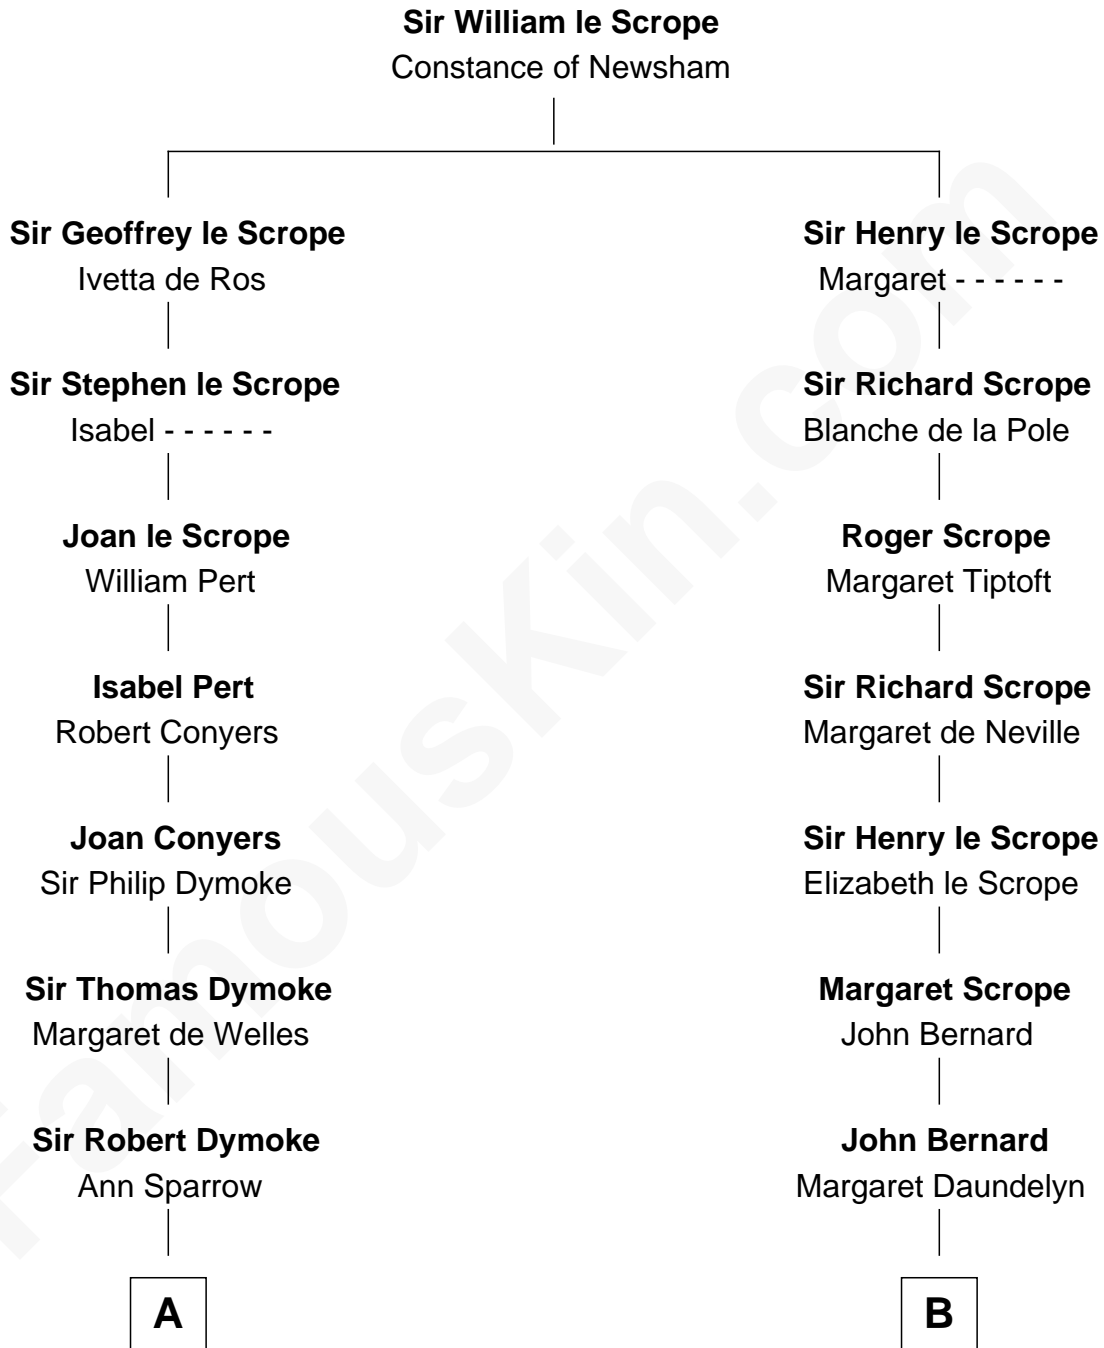 Sir William le Scrope
Constance of Newsham
Sir Geoffrey le Scrope
Ivetta de Ros
Sir Henry le Scrope
Margaret - - - - - -
Sir Stephen le Scrope
Isabel - - - - - -
Sir Richard Scrope
Blanche de la Pole
Joan le Scrope
William Pert
Roger Scrope
Margaret Tiptoft
Isabel Pert
Robert Conyers
Sir Richard Scrope
Margaret de Neville
Joan Conyers
Sir Philip Dymoke
Sir Henry le Scrope
Elizabeth le Scrope
Sir Thomas Dymoke
Margaret de Welles
Margaret Scrope
John Bernard
Sir Robert Dymoke
Ann Sparrow
John Bernard
Margaret Daundelyn
A
B
FamousKin.com